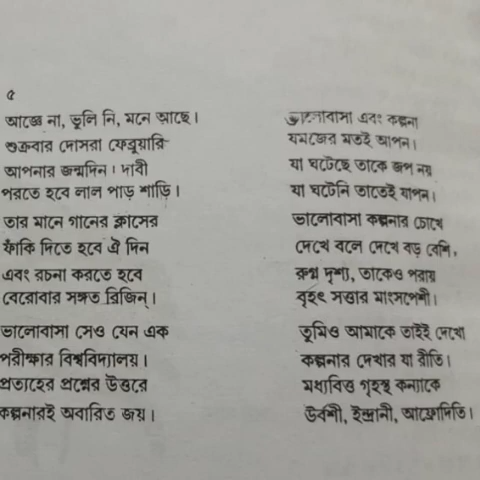 ৫
আজ্ঞে না, ভুলি নি, মনে আছে।
শুক্রবার দোসরা ফেব্রুয়ারি
আপনার জন্মদিন। দাবী
পরতে হবে লাল পাড় শাড়ি।
তার মানে গানের ক্লাসের
ফাঁকি দিতে হবে ঐ দিন
এবং রচনা করতে হবে
বেরোবার সঙ্গত রিজিন্।
ভালোবাসা সেও যেন এক
পরীক্ষার বিশ্ববিদ্যালয়।
প্রত্যহের প্রশ্নের উত্তরে
কল্পনারই অবারিত জয়।
ভালোবাসা এবং কল্পনা
যমজের মতই আপন।
যা ঘটেছে তাকে জপ নয়
যা ঘটেনি তাতেই যাপন।
ভালোবাসা কল্পনার চোখে
দেখে বলে দেখে বড় বেশি,
রুগ্ন দৃশ্য, তাকেও পরায়
বৃহৎ সত্তার মাংসপেশী।
তুমিও আমাকে তাইই দেখো
কল্পনার দেখার যা রীতি।
মধ্যবিত্ত গৃহস্থ কন্যাকে
উর্বশী, ইন্দ্রানী, আফ্রোদিতি।